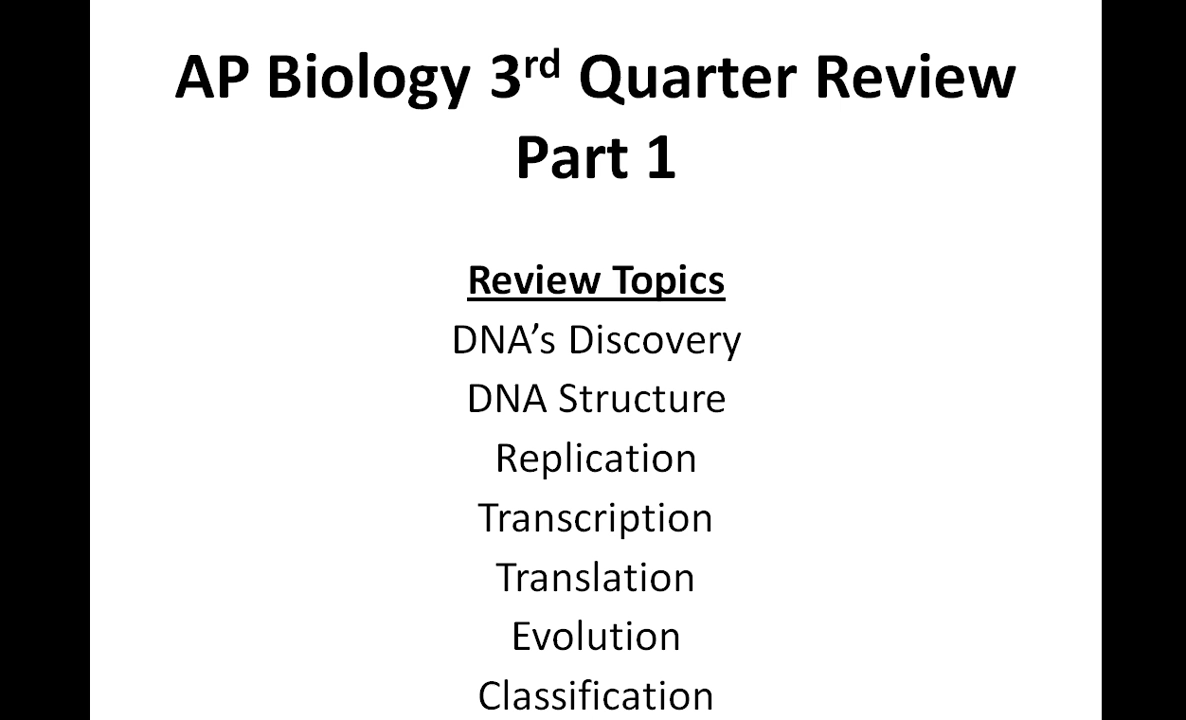 AP Biology 3rd Quarter Review
Part 1
Review Topics
DNA’s Discovery
DNA Structure
Replication
Transcription
Translation
Evolution
Classification